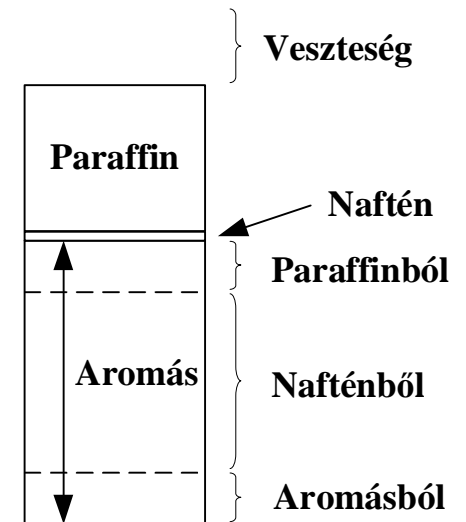 Veszteség
Paraffin
Naftén
Paraffinból
Aromás
Nafténből
Aromásból